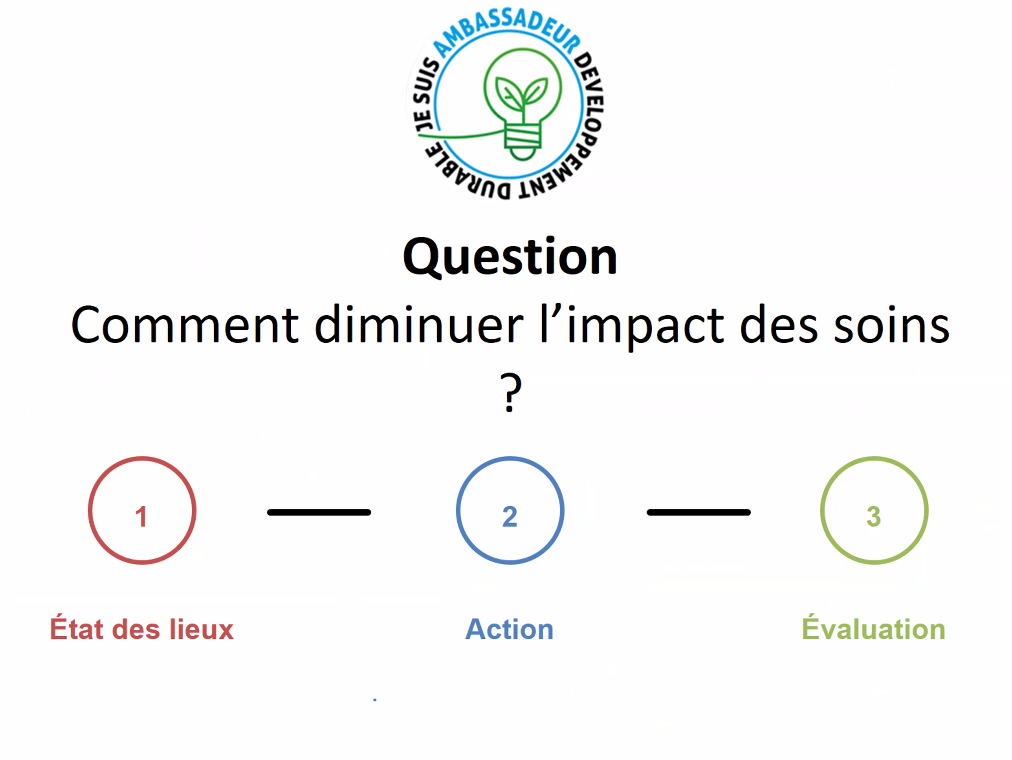 JE SUIS AMBASSADEUR DEVELOPPEMENT DURABLE
Question
Comment diminuer l’impact des soins
?
1
2
3
État des lieux
Action
Évaluation